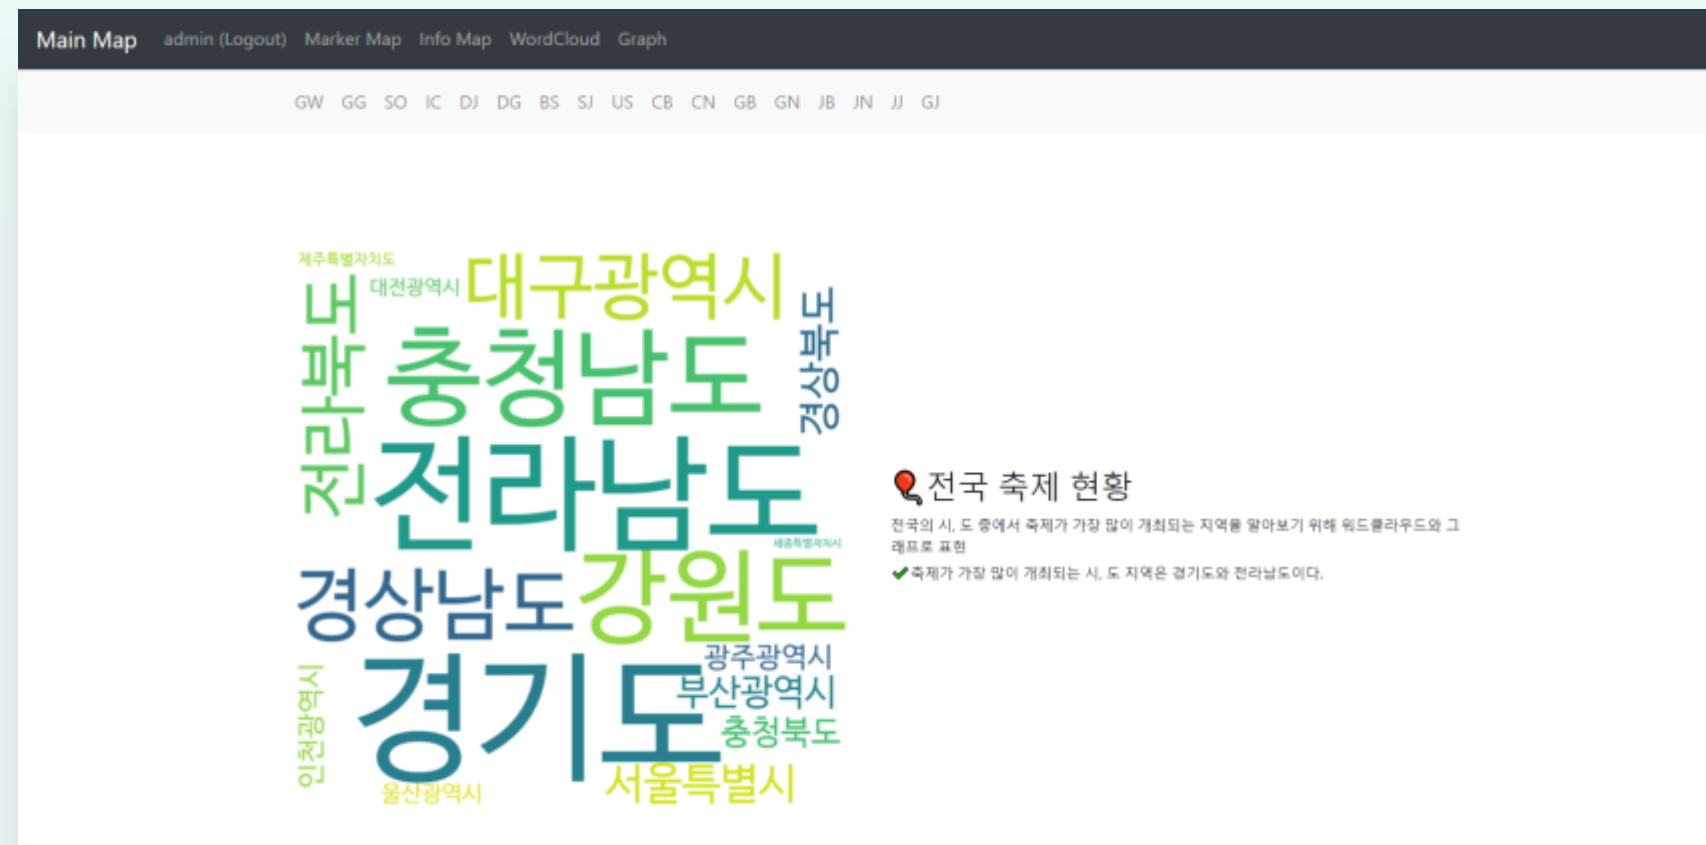 Main Map admin (Logout) Marker Map Info Map WordCloud Graph
GW GG SO IC DJ DG BS SJ US CB CN GB GN JB JN JJ GJ
제주특별자치도
대전광역시
대구광역시
전라북도
충청남도
경상북도
전라남도
세종특별자치시
경상남도
강원도
광주광역시
경기도
부산광역시
인천광역시
충청북도
울산광역시
서울특별시
전국 축제 현황
전국의 시, 도 중에서 축제가 가장 많이 개최되는 지역을 알아보기 위해 워드클라우드와 그
래프로 표현
✔축제가 가장 많이 개최되는 시, 도 지역은 경기도와 전라남도이다.